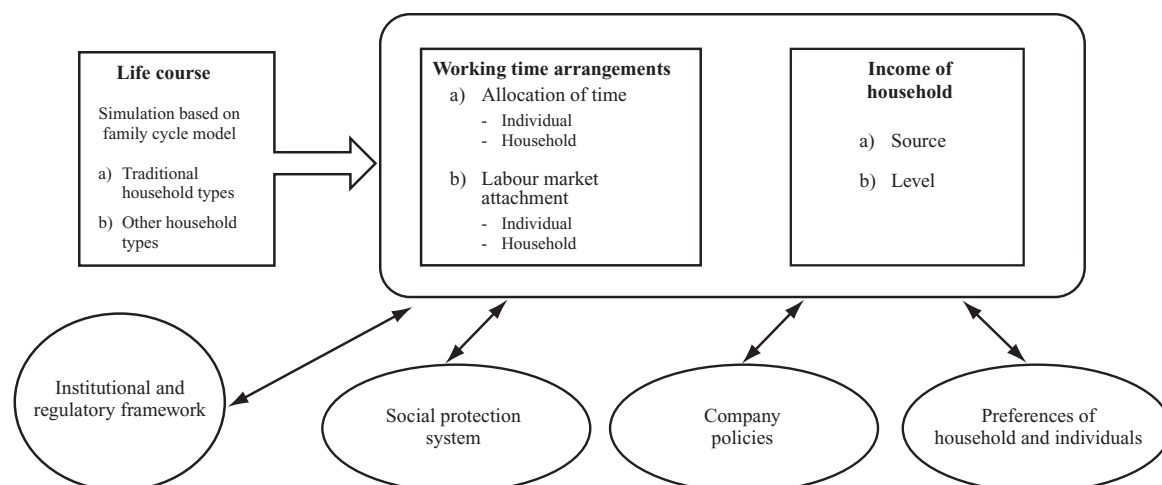 Life course
Simulation based on
family cycle model
a) Traditional
household types
b) Other household
types
Working time arrangements
a) Allocation of time
- Individual
- Household
b) Labour market
attachment
- Individual
- Household
Income of
household
a) Source
b) Level
Institutional and
regulatory framework
Social protection
system
Company
policies
Preferences of
household and individuals